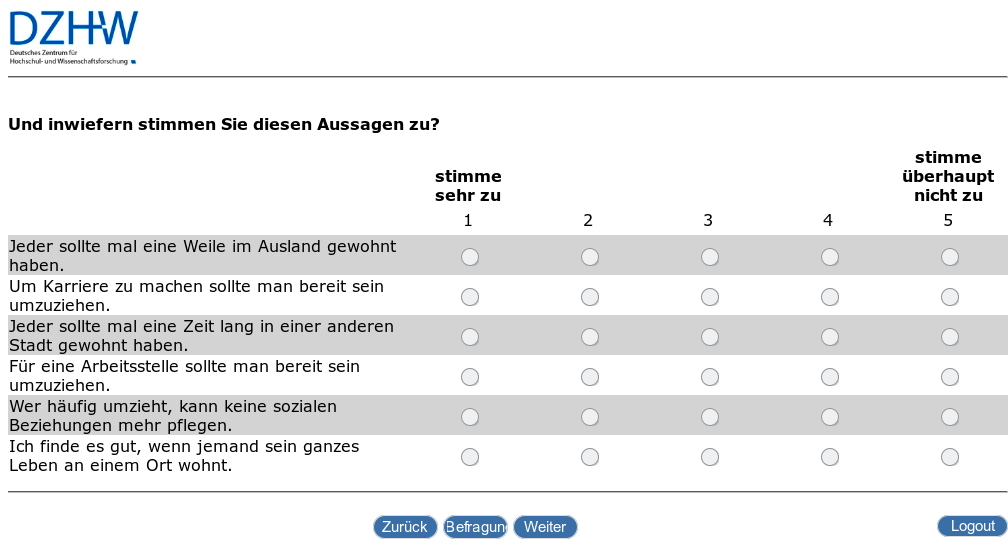 DZHW
Deutsches Zentrum für
Hochschul- und Wissenschaftsforschung
Und inwiefern stimmen Sie diesen Aussagen zu?
stimme
sehr zu
stimme
überhaupt
nicht zu
1 2 3 4 5
Jeder sollte mal eine Weile im Ausland gewohnt
haben.
Um Karriere zu machen sollte man bereit sein
umzuziehen.
Jeder sollte mal eine Zeit lang in einer anderen
Stadt gewohnt haben.
Für eine Arbeitsstelle sollte man bereit sein
umzuziehen.
Wer häufig umzieht, kann keine sozialen
Beziehungen mehr pflegen.
Ich finde es gut, wenn jemand sein ganzes
Leben an einem Ort wohnt.
Zurück Befragun Weiter Logout